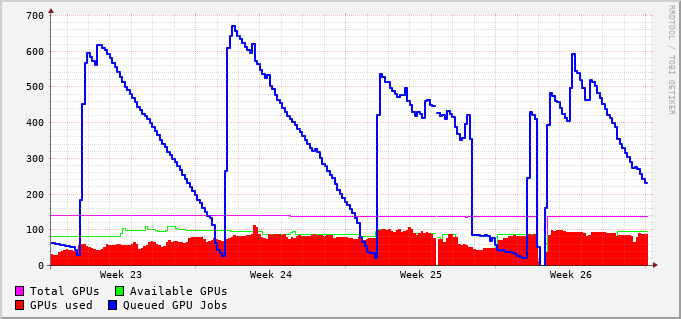 700
600
500
400
300
200
100
0
Week 23 Week 24 Week 25 Week 26
Total GPUs Available GPUs
GPUs used Queued GPU Jobs
RRDTOOL / TOBI OETIKER